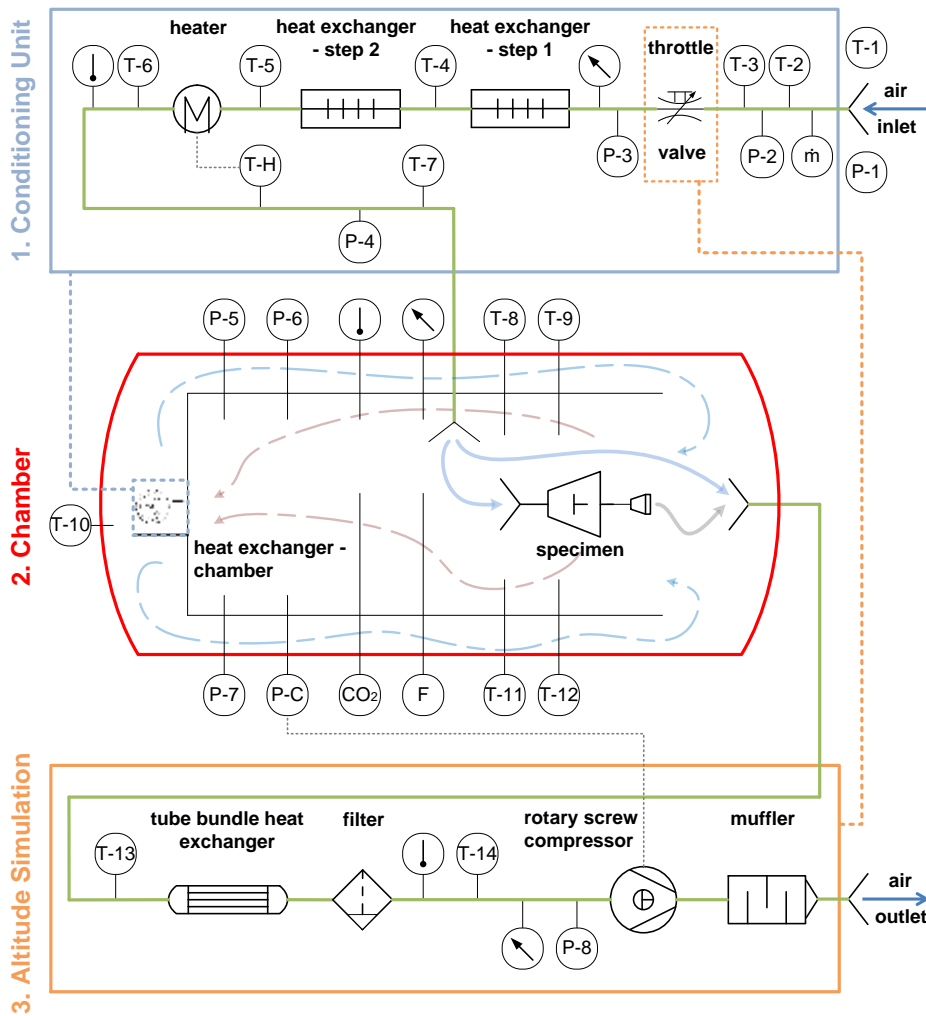 1. Conditioning Unit
heater
heat exchanger
- step 2
heat exchanger
- step 1
throttle
valve
T-6
T-5
T-4
T-3
T-2
T-1
air
inlet
P-3
P-2
ṁ
P-1
T-H
T-7
P-4
2. Chamber
P-5
P-6
T-8
T-9
T-10
heat exchanger -
chamber
specimen
P-7
P-C
CO₂
F
T-11
T-12
3. Altitude Simulation
tube bundle heat
exchanger
filter
rotary screw
compressor
muffler
T-13
T-14
P-8
air
outlet